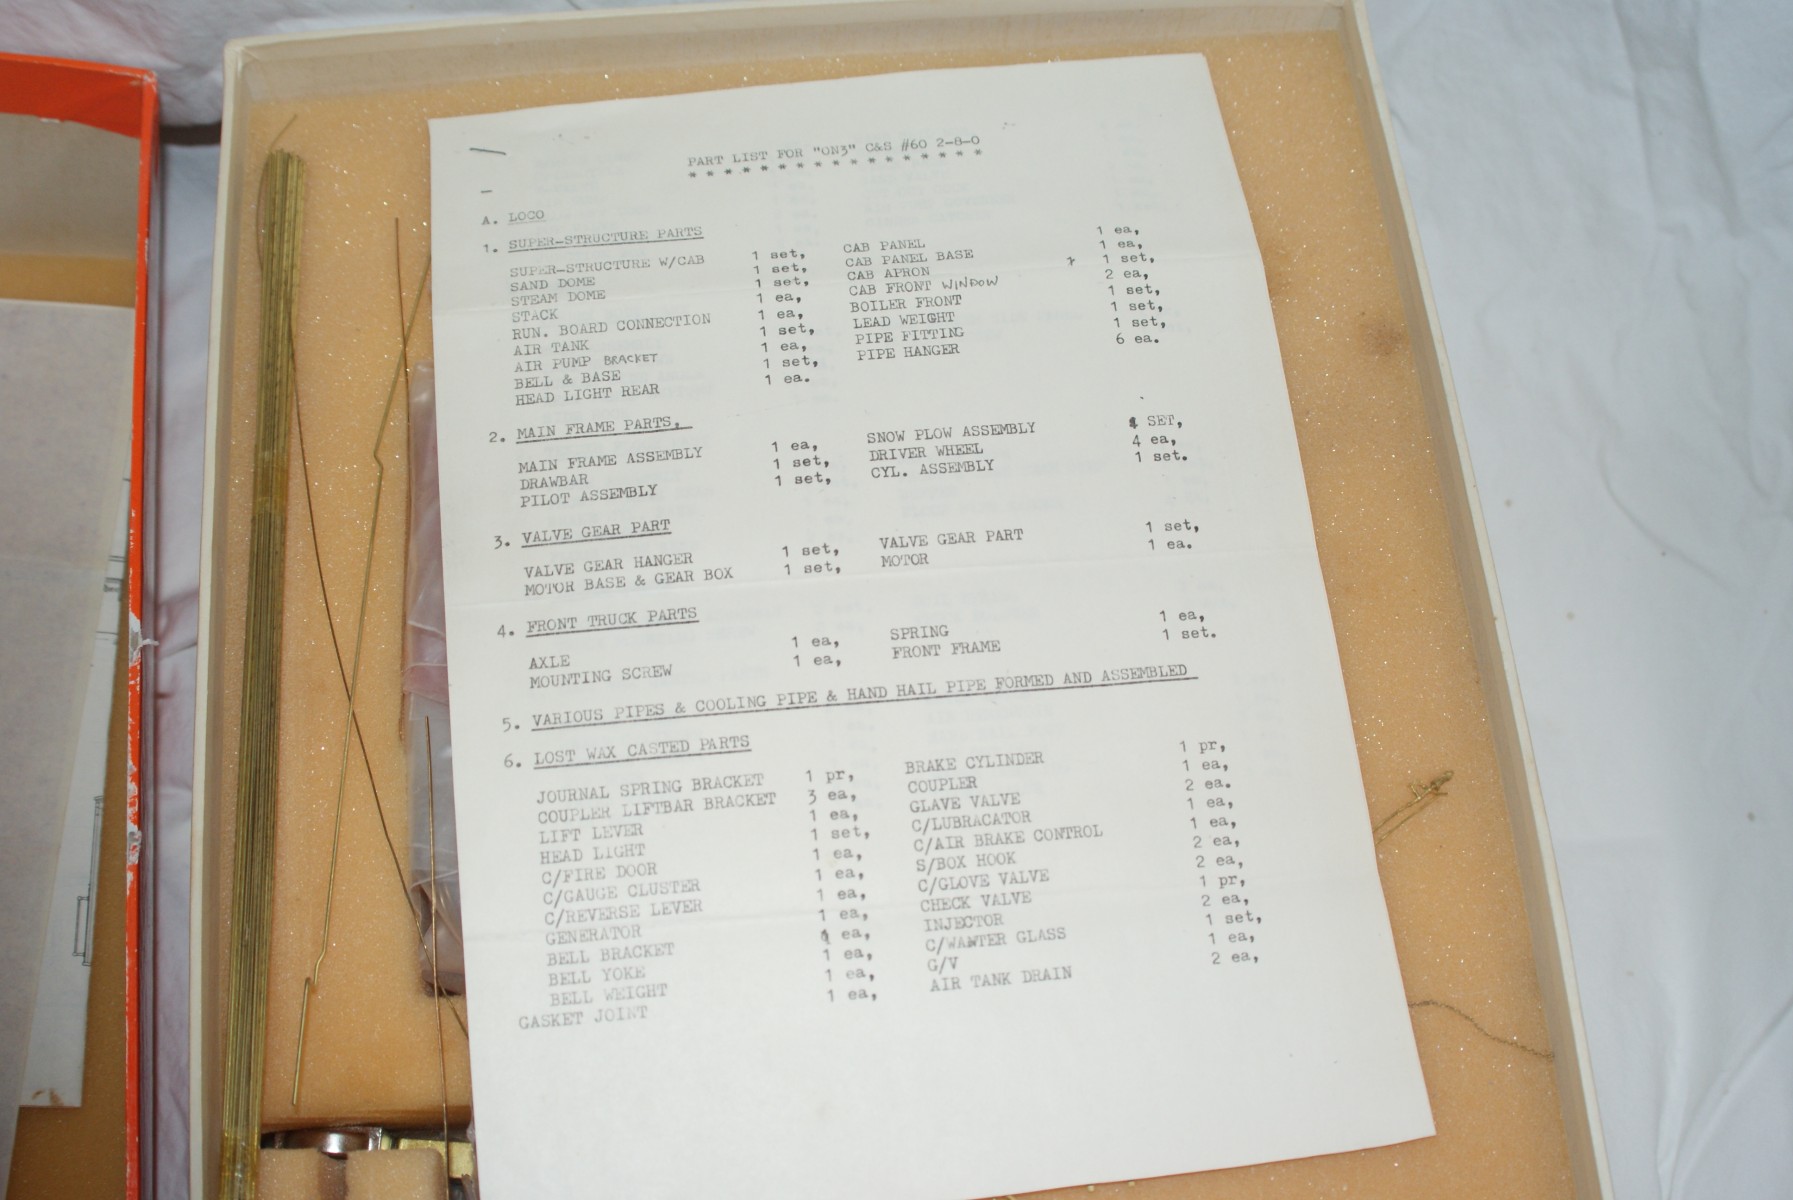 PART LIST FOR "ON3" C&S #60 2-8-0
* * * * * * * * * * * * * * * * *
A. LOCO
1. SUPER-STRUCTURE PARTS
SUPER-STRUCTURE W/CAB 1 set, CAB PANEL 1 ea,
SAND DOME 1 set, CAB PANEL BASE 1 ea,
STEAM DOME 1 set, CAB APRON 1 set,
STACK 1 ea, CAB FRONT WINDOW 2 ea,
RUN. BOARD CONNECTION 1 ea, BOILER FRONT 1 set,
AIR TANK 1 set, LEAD WEIGHT 1 set,
AIR PUMP BRACKET 1 ea, PIPE FITTING 1 set,
BELL & BASE 1 set, PIPE HANGER 6 ea.
HEAD LIGHT REAR 1 ea.
2. MAIN FRAME PARTS,
MAIN FRAME ASSEMBLY 1 ea, SNOW PLOW ASSEMBLY 1 SET,
DRAWBAR 1 set, DRIVER WHEEL 4 ea,
PILOT ASSEMBLY 1 set, CYL. ASSEMBLY 1 set.
3. VALVE GEAR PART
VALVE GEAR HANGER 1 set, VALVE GEAR PART 1 set,
MOTOR BASE & GEAR BOX 1 set, MOTOR 1 ea.
4. FRONT TRUCK PARTS
AXLE 1 ea, SPRING 1 ea,
MOUNTING SCREW 1 ea, FRONT FRAME 1 set.
5. VARIOUS PIPES & COOLING PIPE & HAND HAIL PIPE FORMED AND ASSEMBLED
6. LOST WAX CASTED PARTS
JOURNAL SPRING BRACKET 1 pr, BRAKE CYLINDER 1 pr,
COUPLER LIFTBAR BRACKET 3 ea, COUPLER 1 ea,
LIFT LEVER 1 ea, GLAVE VALVE 2 ea.
HEAD LIGHT 1 set, C/LUBRACATOR 1 ea,
C/FIRE DOOR 1 ea, C/AIR BRAKE CONTROL 1 ea,
C/GAUGE CLUSTER 1 ea, S/BOX HOOK 2 ea,
C/REVERSE LEVER 1 ea, C/GLOVE VALVE 2 ea,
GENERATOR 1 ea, CHECK VALVE 1 pr,
BELL BRACKET 1 ea, INJECTOR 2 ea,
BELL YOKE 1 ea, C/WANTER GLASS 1 set,
BELL WEIGHT 1 ea, G/V 1 ea,
GASKET JOINT 1 ea, AIR TANK DRAIN 2 ea,